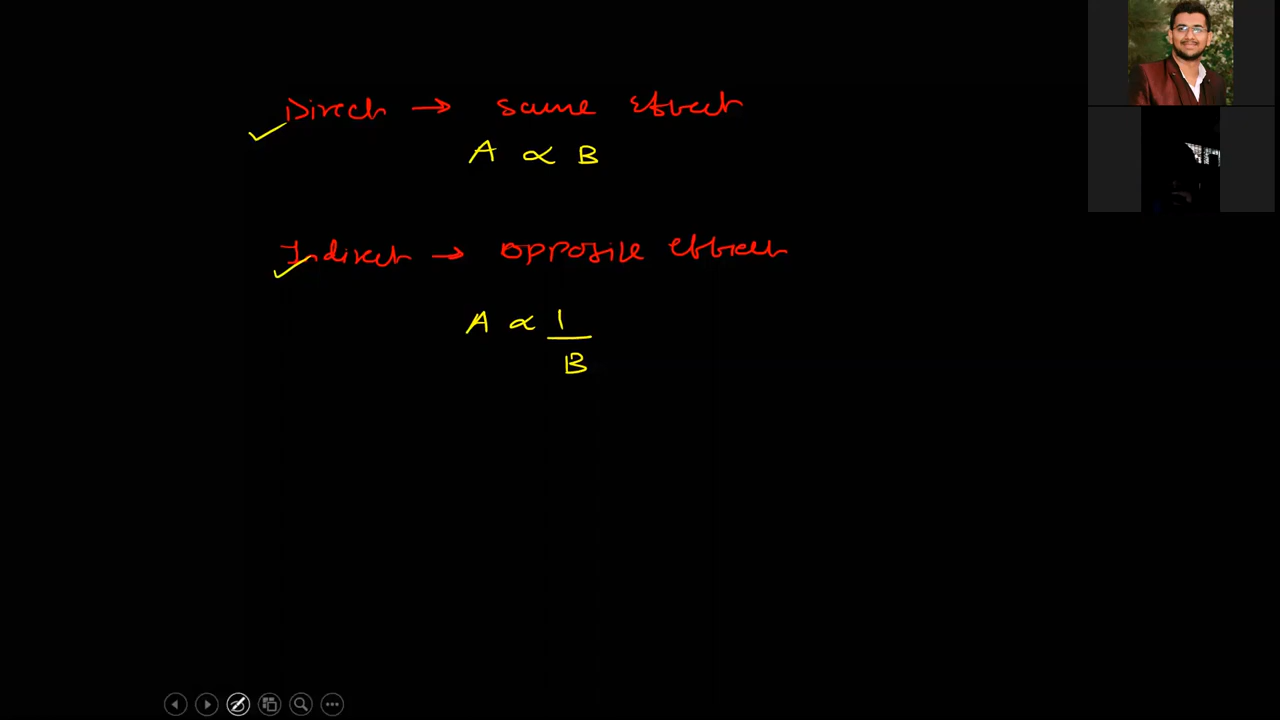 Direct → Same Effect
A ∝ B
Indirect → Opposite Effect
A ∝ 1
B